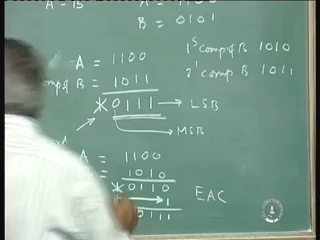 A = B
A = 1100
B = 0101
A = 1100
comp of B = 1011
*0111 → LSB
MSB
1's comp of B 1010
2's comp of B 1011
A = 1100
B = 1010
*0110
1 EAC
0111